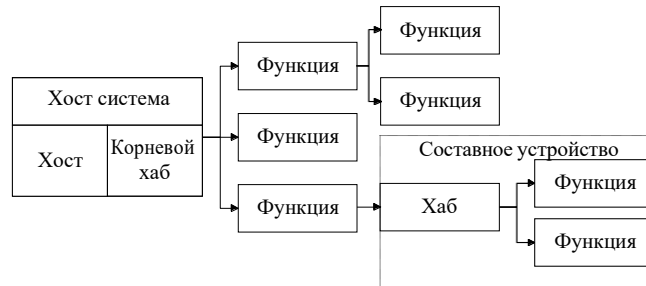 Хост система
Хост
Корневой
хаб
Функция
Функция
Функция
Функция
Функция
Составное устройство
Хаб
Функция
Функция